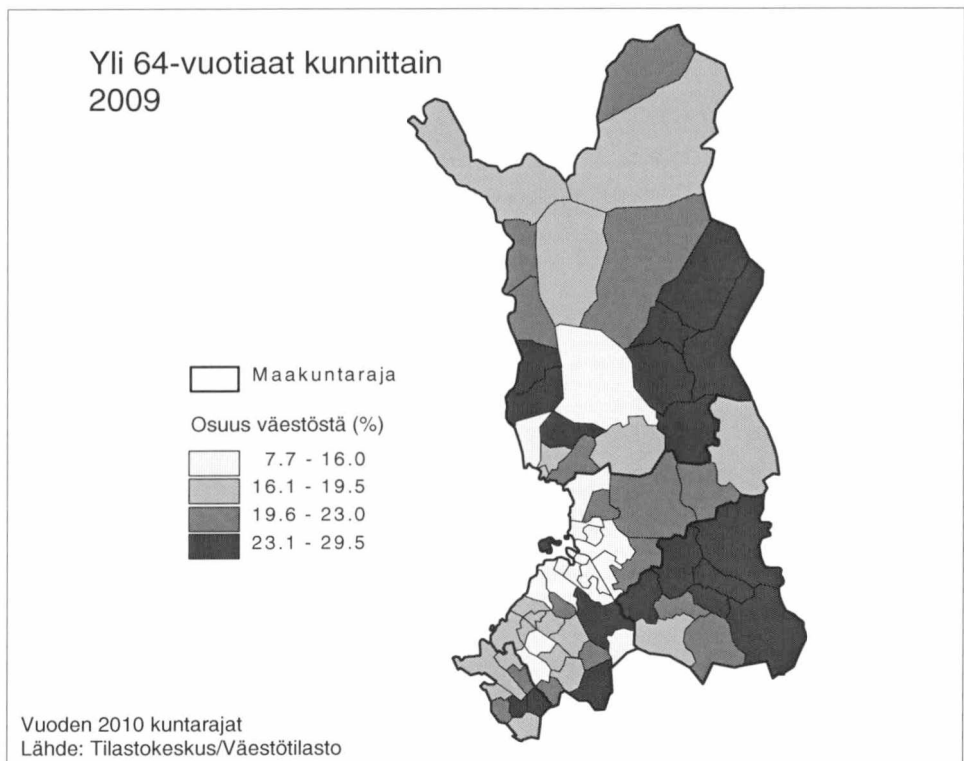 Yli 64-vuotiaat kunnittain
2009
Maakuntaraja
Osuus väestöstä (%)
7.7 - 16.0
16.1 - 19.5
19.6 - 23.0
23.1 - 29.5
Vuoden 2010 kuntarajat
Lähde: Tilastokeskus/Väestötilasto